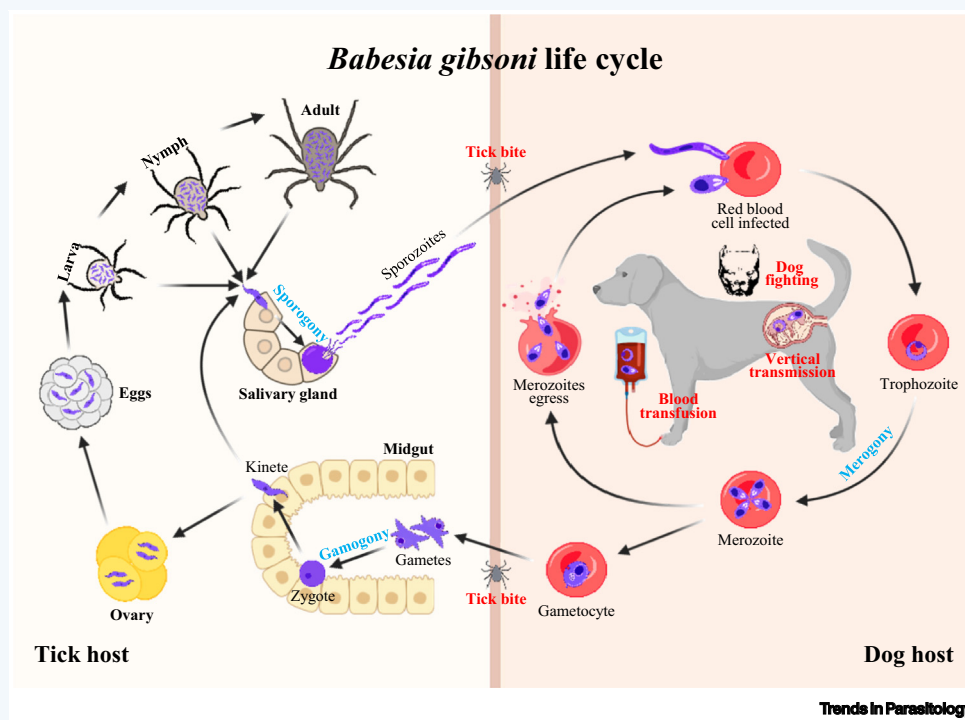 Babesia gibsoni life cycle
Adult
Nymph
Larva
Eggs
Ovary
Salivary gland
Sporogony
Sporozoites
Tick bite
Red blood
cell infected
Dog
fighting
Vertical
transmission
Blood
transfusion
Merozoites
egress
Trophozoite
Merogony
Merozoite
Gametocyte
Tick bite
Midgut
Kinete
Gamogony
Gametes
Zygote
Tick host
Dog host
Trends in Parasitology